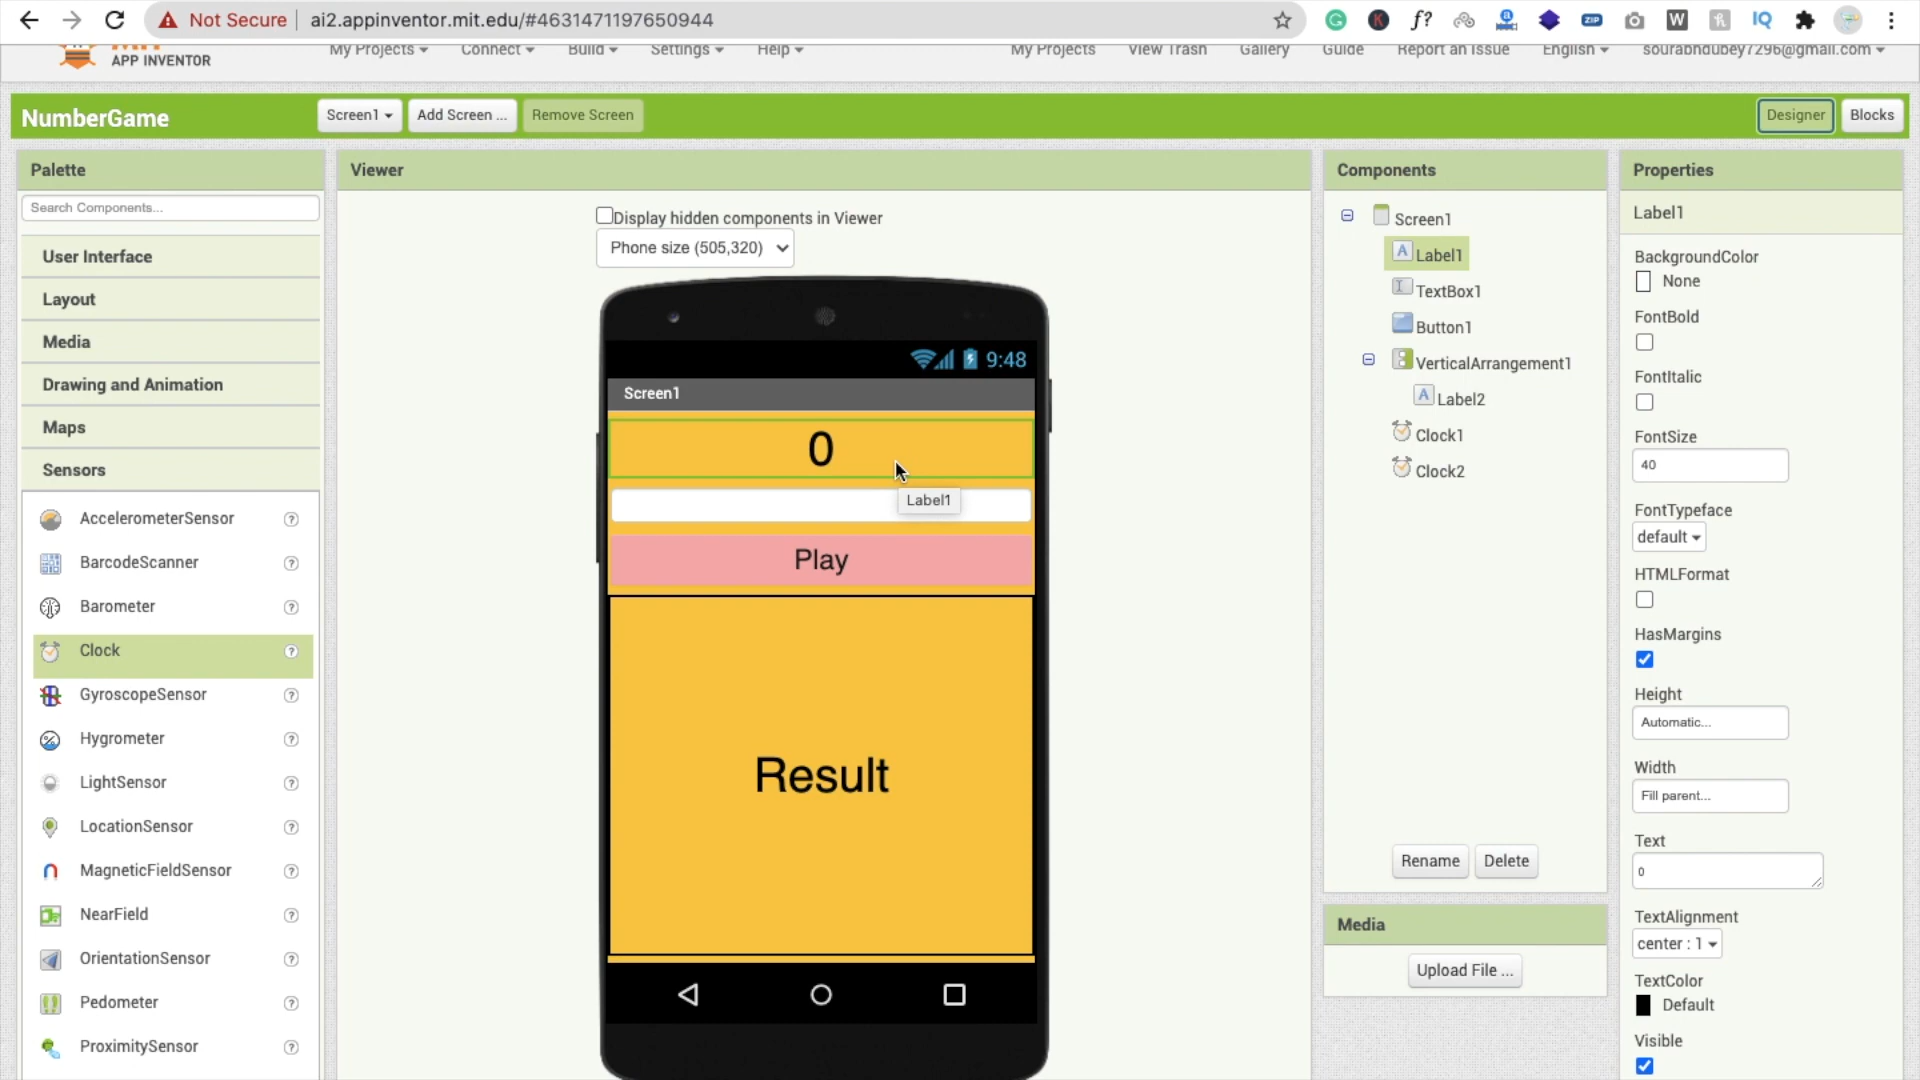 Not Secure
ai2.appinventor.mit.edu/#4631471197650944
MIT
APP INVENTOR
My Projects
Connect
Build
Settings
Help
My Projects
View Trash
Gallery
Guide
Report an Issue
English
sourabhdubey7296@gmail.com
NumberGame
Screen1
Add Screen ...
Remove Screen
Designer
Blocks
Palette
Search Components...
User Interface
Layout
Media
Drawing and Animation
Maps
Sensors
AccelerometerSensor
BarcodeScanner
Barometer
Clock
GyroscopeSensor
Hygrometer
LightSensor
LocationSensor
MagneticFieldSensor
NearField
OrientationSensor
Pedometer
ProximitySensor
Viewer
Display hidden components in Viewer
Phone size (505,320)
9:48
Screen1
0
Label1
Play
Result
Components
Screen1
Label1
TextBox1
Button1
VerticalArrangement1
Label2
Clock1
Clock2
Rename
Delete
Media
Upload File ...
Properties
Label1
BackgroundColor
None
FontBold
FontItalic
FontSize
40
FontTypeface
default
HTMLFormat
HasMargins
Height
Automatic...
Width
Fill parent...
Text
0
TextAlignment
center : 1
TextColor
Default
Visible